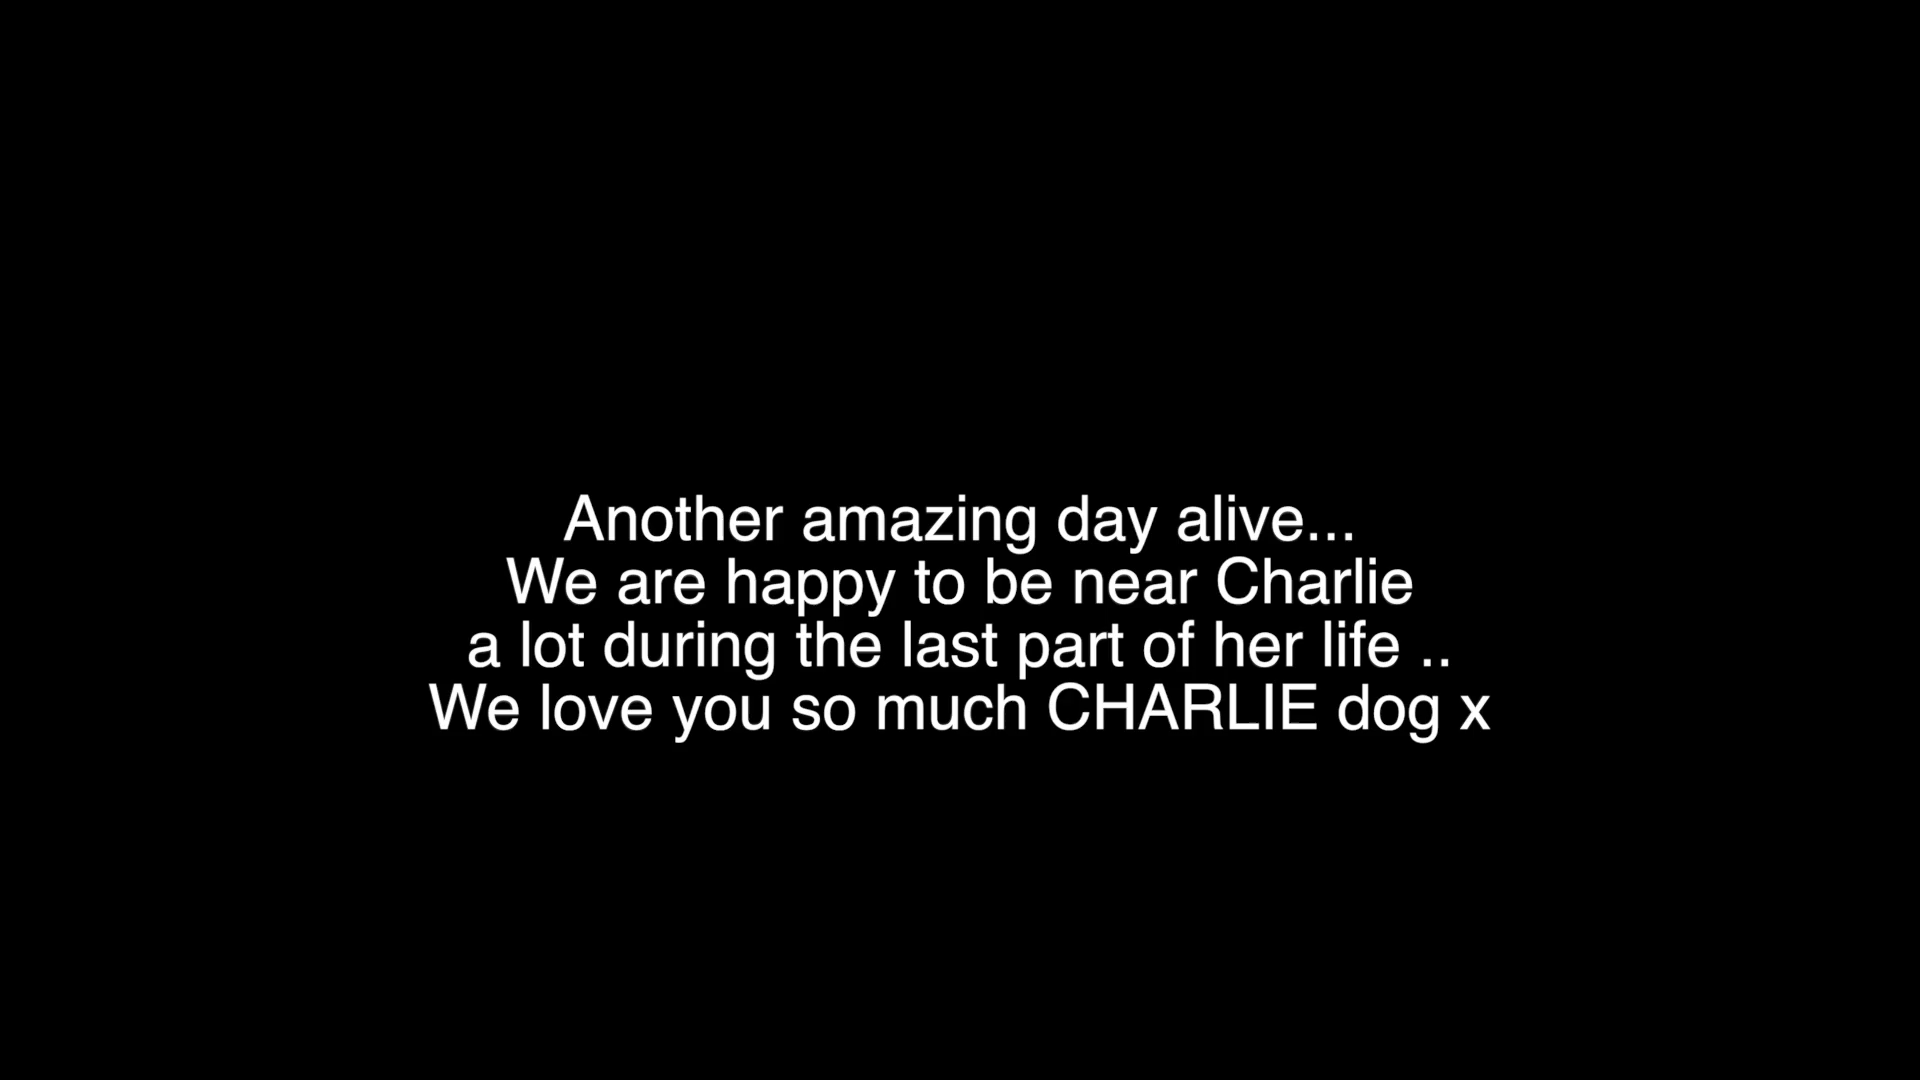 Another amazing day alive...
We are happy to be near Charlie
a lot during the last part of her life ..
We love you so much CHARLIE dog x